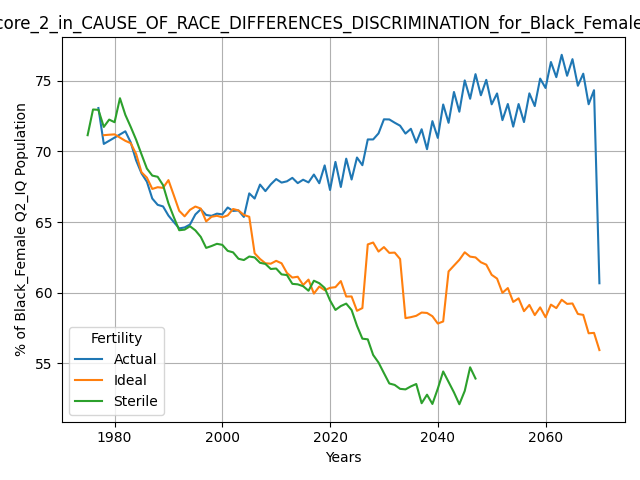 core_2_in_CAUSE_OF_RACE_DIFFERENCES_DISCRIMINATION_for_Black_Female
% of Black_Female Q2_IQ Population
75
70
65
60
55
Fertility
Actual
Ideal
Sterile
1980
2000
2020
2040
2060
Years